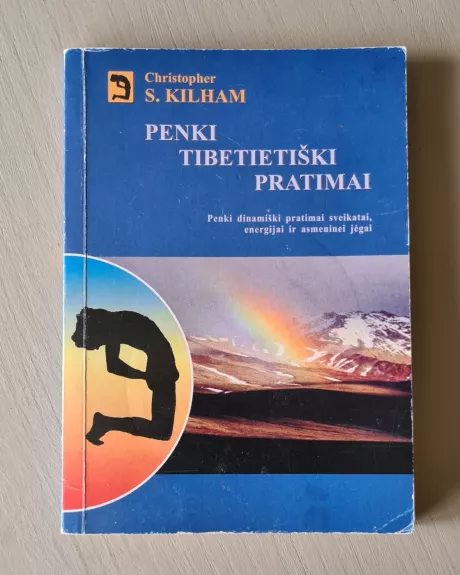 Christopher
S. KILHAM
PENKI
TIBETIETIŠKI
PRATIMAI
Penki dinamiški pratimai sveikatai,
energijai ir asmeninei jėgai